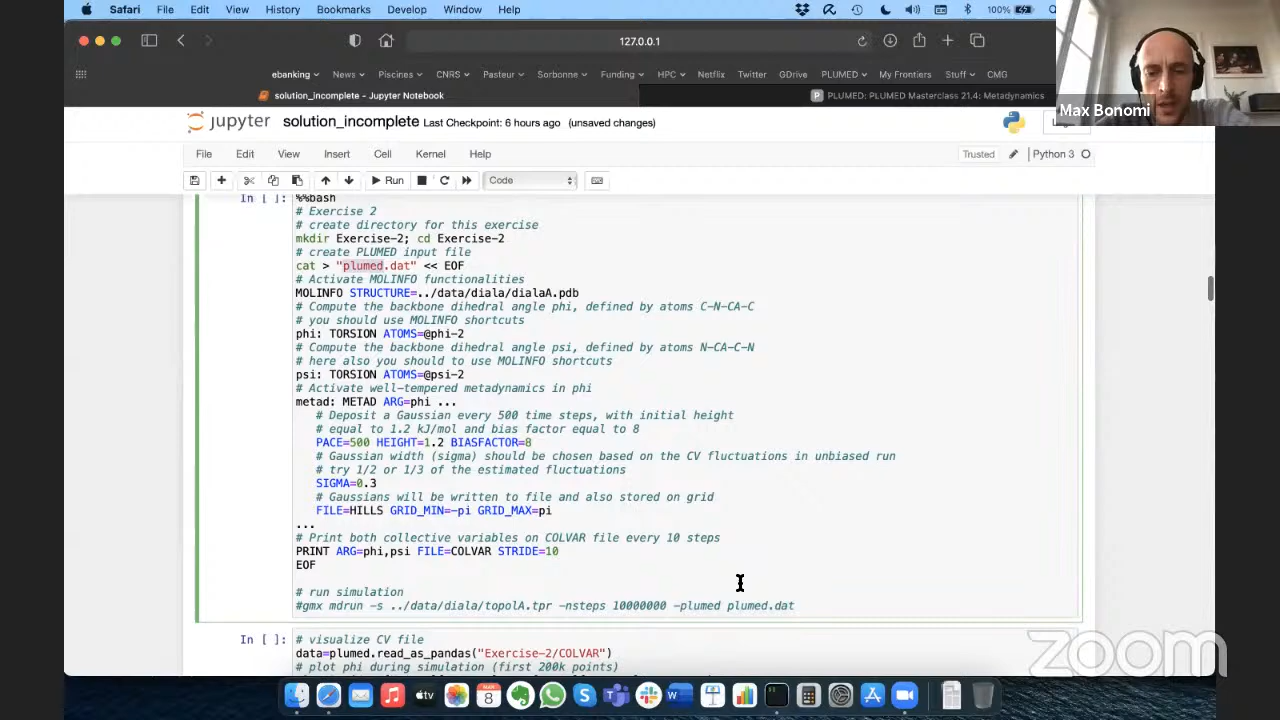 Safari File Edit View History Bookmarks Develop Window Help 100%
127.0.0.1
ebanking News Piscines CNRS Pasteur Sorbonne Funding HPC Netflix Twitter GDrive PLUMED My Frontiers Stuff CMG
solution_incomplete - Jupyter Notebook
PLUMED: PLUMED Masterclass 21.4: Metadynamics
Max Bonomi
jupyter solution_incomplete Last Checkpoint: 6 hours ago (unsaved changes)
File Edit View Insert Cell Kernel Help Trusted Python 3
Run Code
In [ ]: %%bash
# Exercise 2
# create directory for this exercise
mkdir Exercise-2; cd Exercise-2
# create PLUMED input file
cat > "plumed.dat" << EOF
# Activate MOLINFO functionalities
MOLINFO STRUCTURE=../data/diala/dialaA.pdb
# Compute the backbone dihedral angle phi, defined by atoms C-N-CA-C
# you should use MOLINFO shortcuts
phi: TORSION ATOMS=@phi-2
# Compute the backbone dihedral angle psi, defined by atoms N-CA-C-N
# here also you should to use MOLINFO shortcuts
psi: TORSION ATOMS=@psi-2
# Activate well-tempered metadynamics in phi
metad: METAD ARG=phi ...
# Deposit a Gaussian every 500 time steps, with initial height
# equal to 1.2 kJ/mol and bias factor equal to 8
PACE=500 HEIGHT=1.2 BIASFACTOR=8
# Gaussian width (sigma) should be chosen based on the CV fluctuations in unbiased run
# try 1/2 or 1/3 of the estimated fluctuations
SIGMA=0.3
# Gaussians will be written to file and also stored on grid
FILE=HILLS GRID_MIN=-pi GRID_MAX=pi
...
# Print both collective variables on COLVAR file every 10 steps
PRINT ARG=phi,psi FILE=COLVAR STRIDE=10
EOF
# run simulation
#gmx mdrun -s ../data/diala/topolA.tpr -nsteps 10000000 -plumed plumed.dat
In [ ]: # visualize CV file
data=plumed.read_as_pandas("Exercise-2/COLVAR")
# plot phi during simulation (first 200k points)
zoom